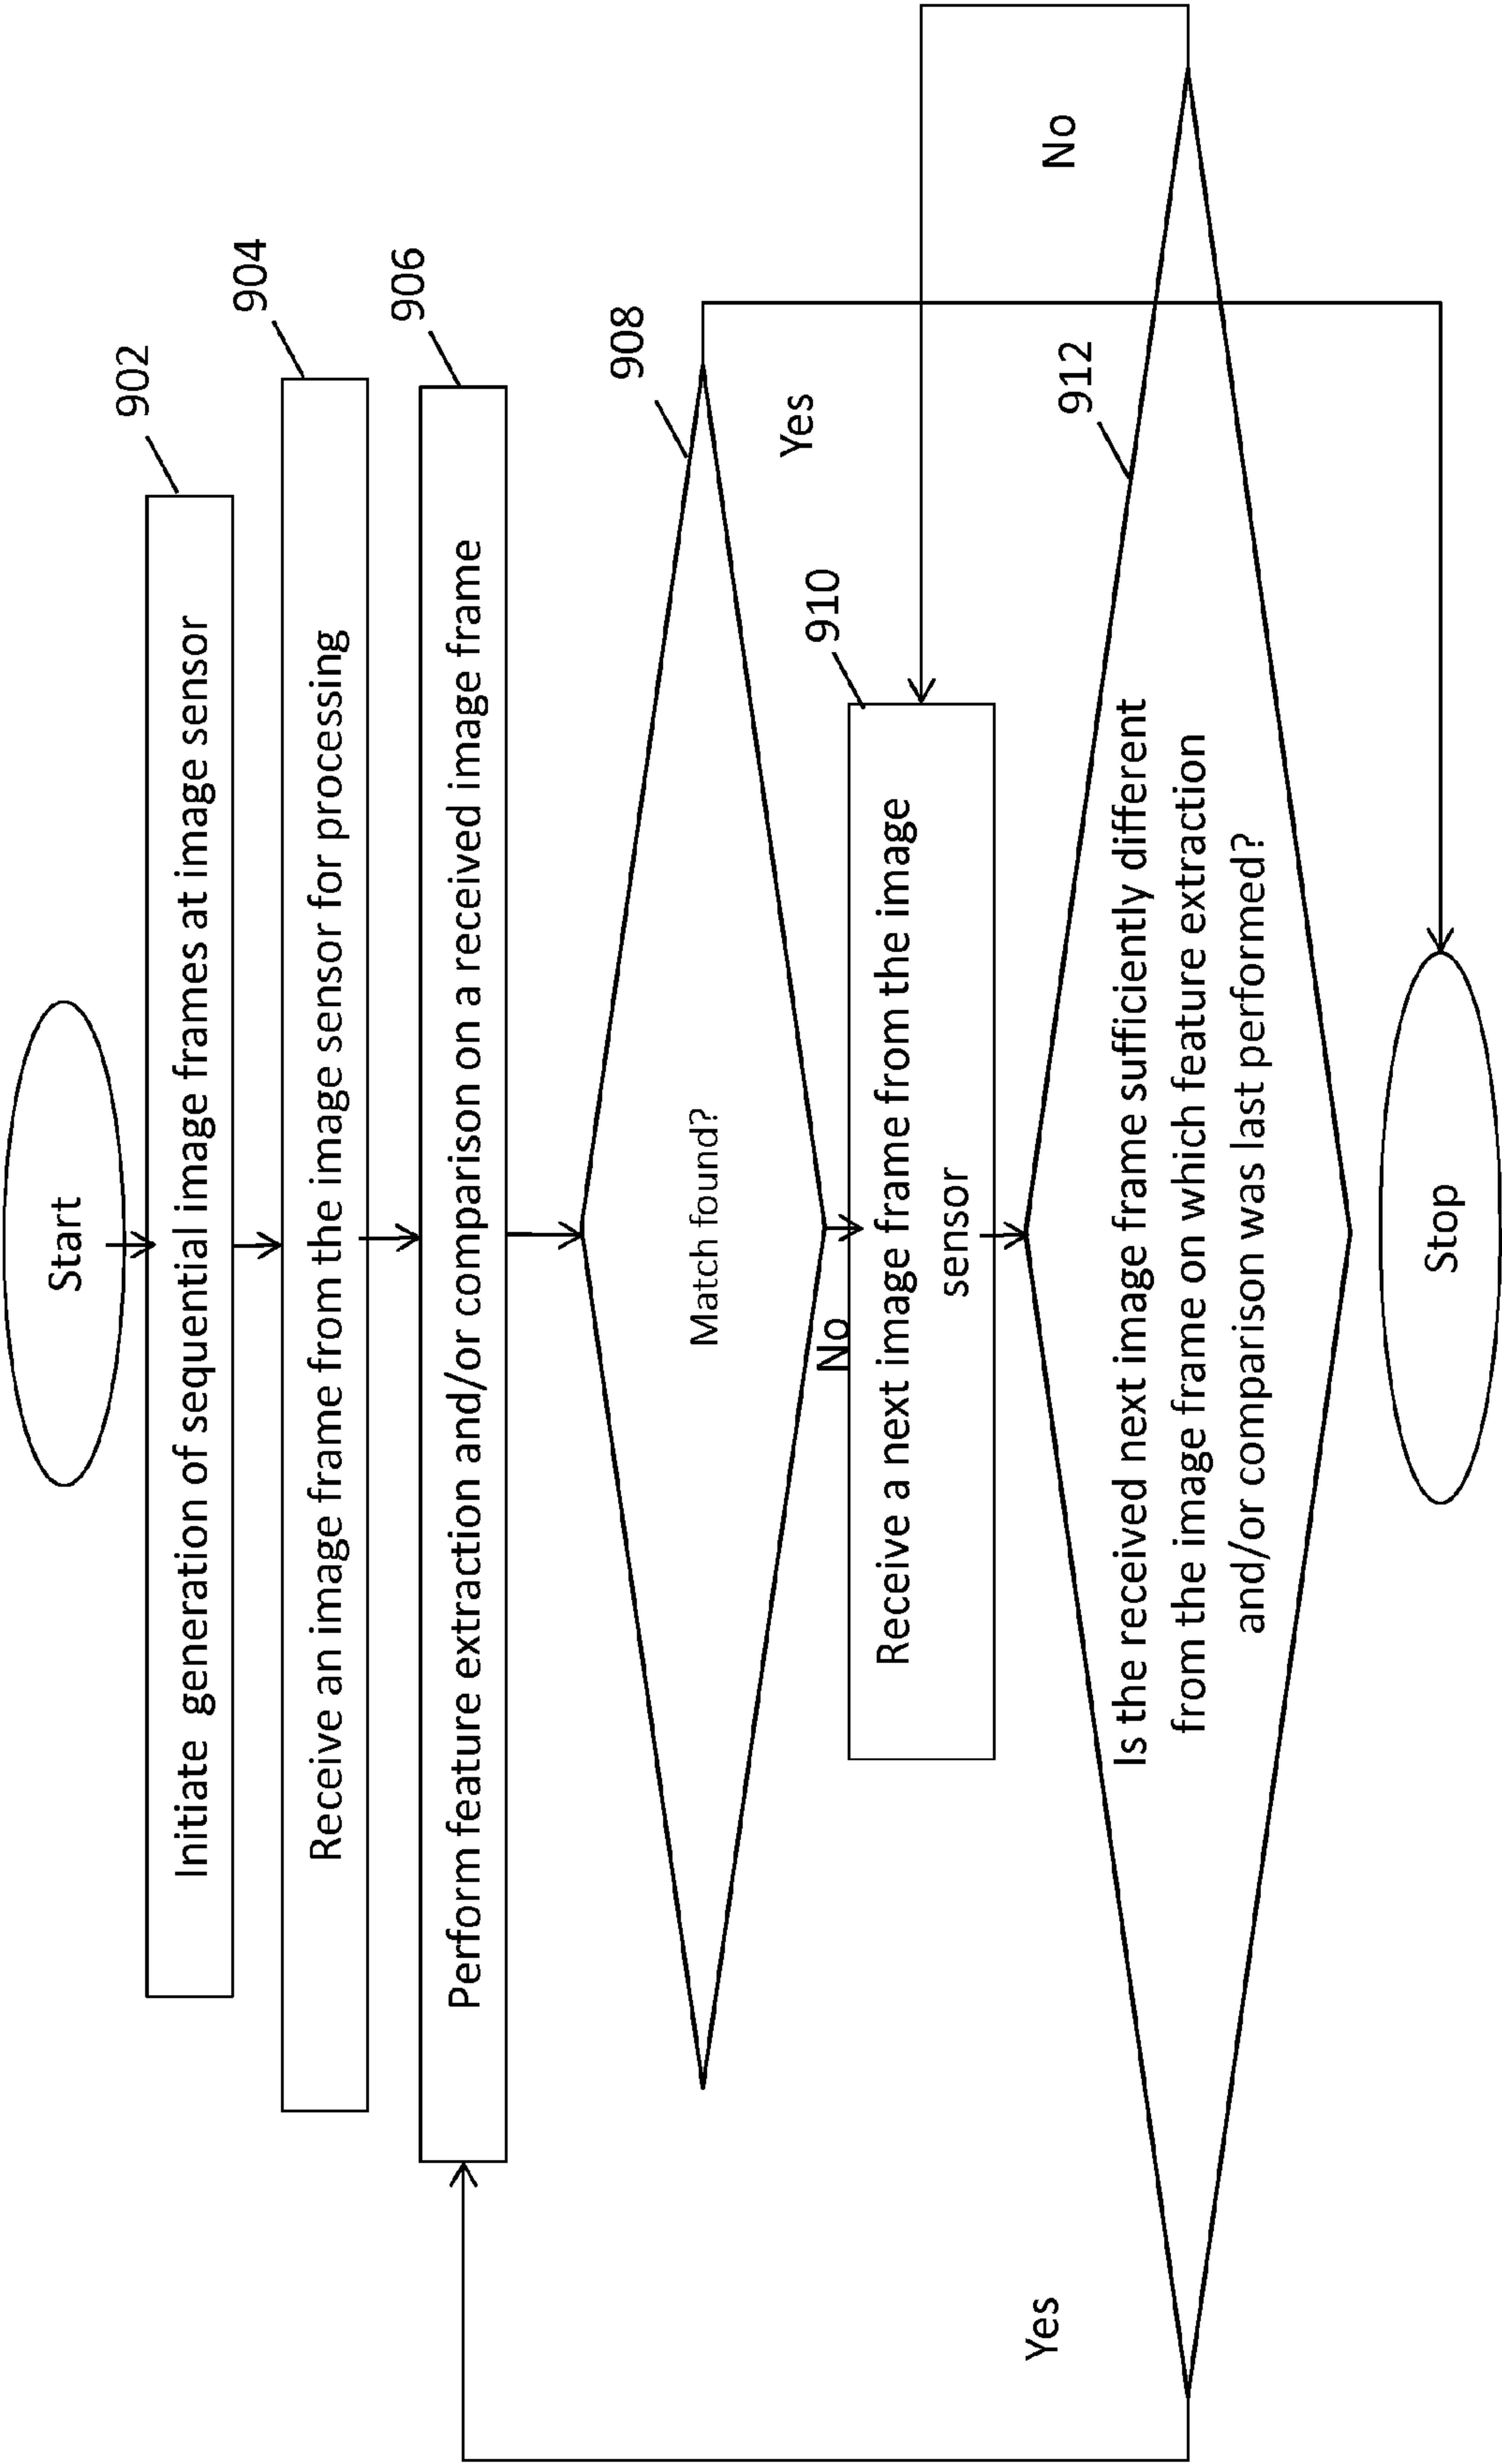 Start
902
Initiate generation of sequential image frames at image sensor
904
Receive an image frame from the image sensor for processing
906
Perform feature extraction and/or comparison on a received image frame
908
Match found?
Yes
No
910
Receive a next image frame from the image
sensor
No
912
Is the received next image frame sufficiently different
from the image frame on which feature extraction
and/or comparison was last performed?
Yes
Stop